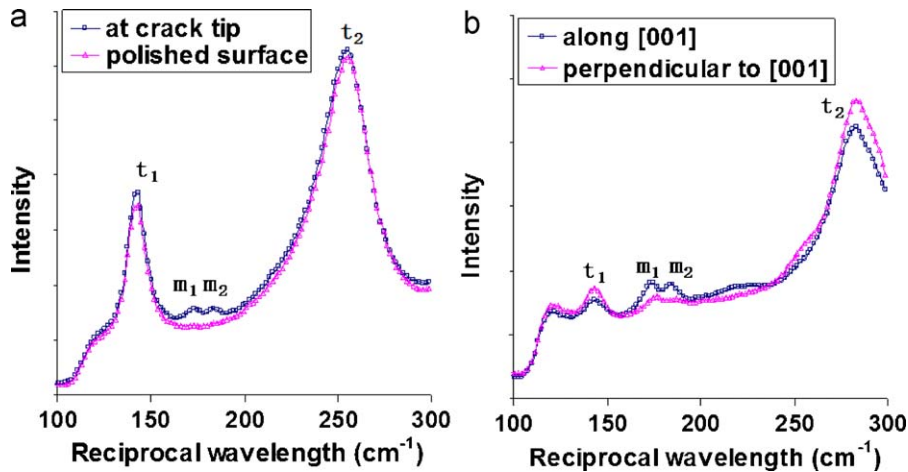 a
at crack tip
polished surface
t₂
t₁
m₁ m₂
Intensity
100 150 200 250 300
Reciprocal wavelength (cm⁻¹)
b
along [001]
perpendicular to [001]
t₂
t₁
m₁ m₂
Intensity
100 150 200 250 300
Reciprocal wavelength (cm⁻¹)